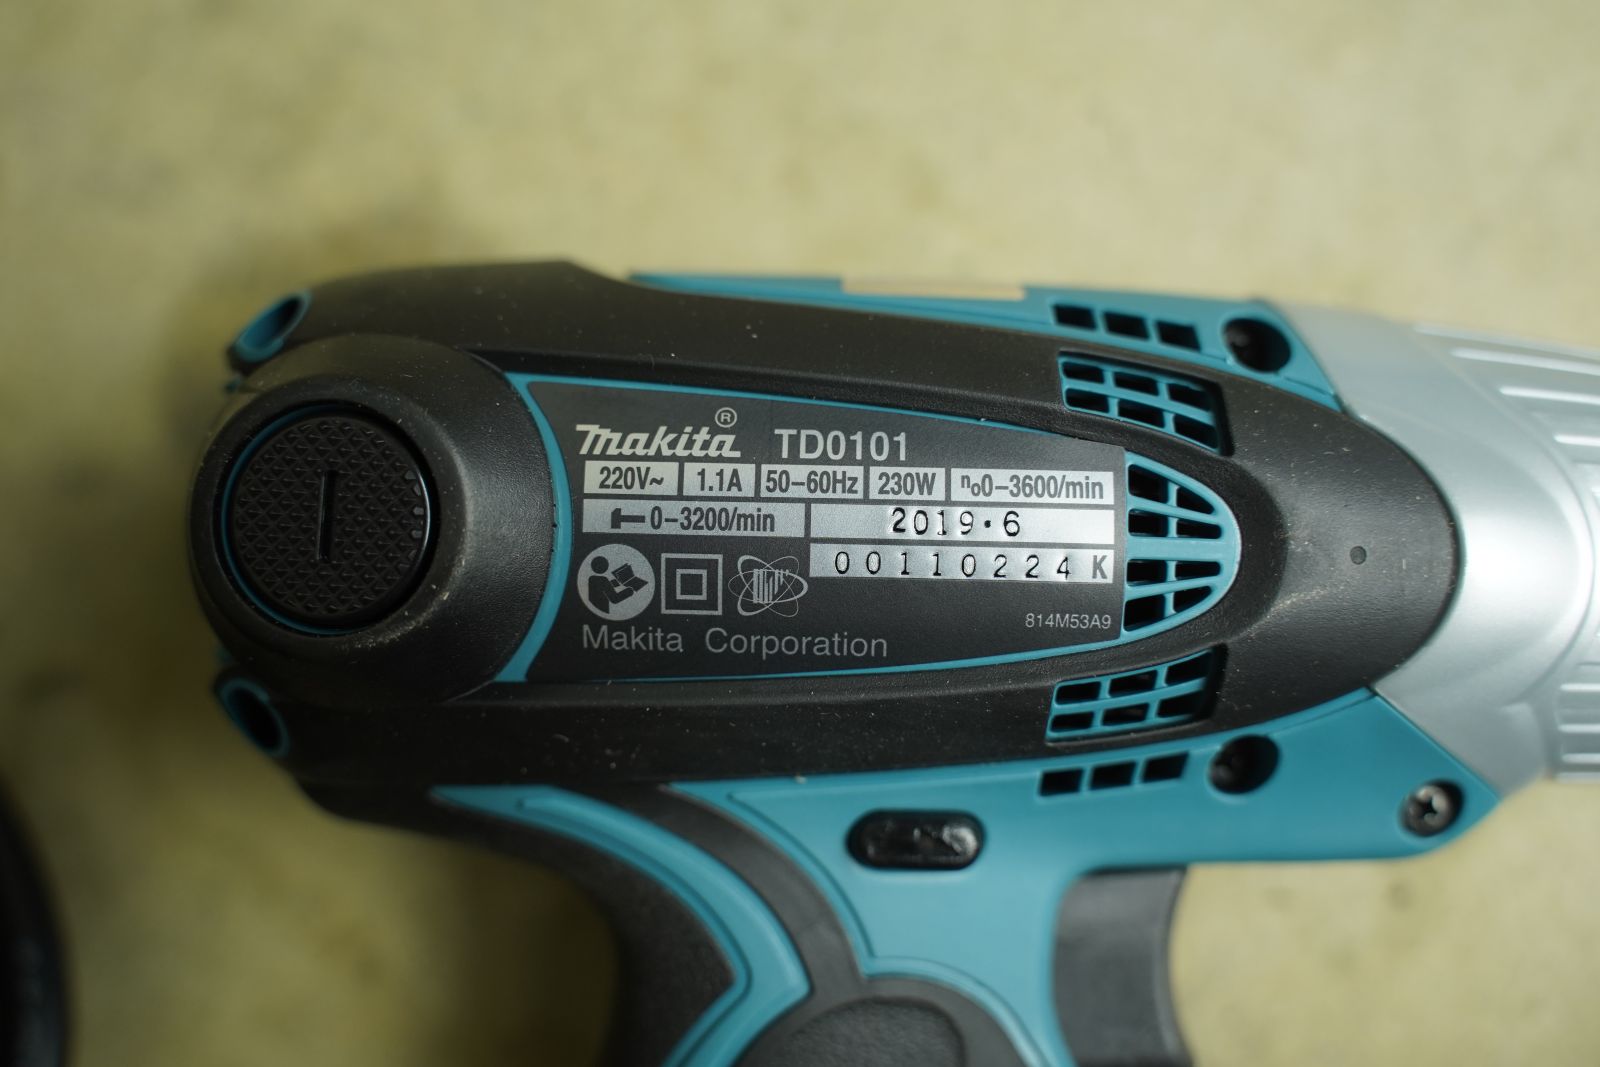 Makita® TD0101
220V~ 1.1A 50-60Hz 230W n₀0-3600/min
0-3200/min 2019.6
00110224 K
814M53A9
Makita Corporation